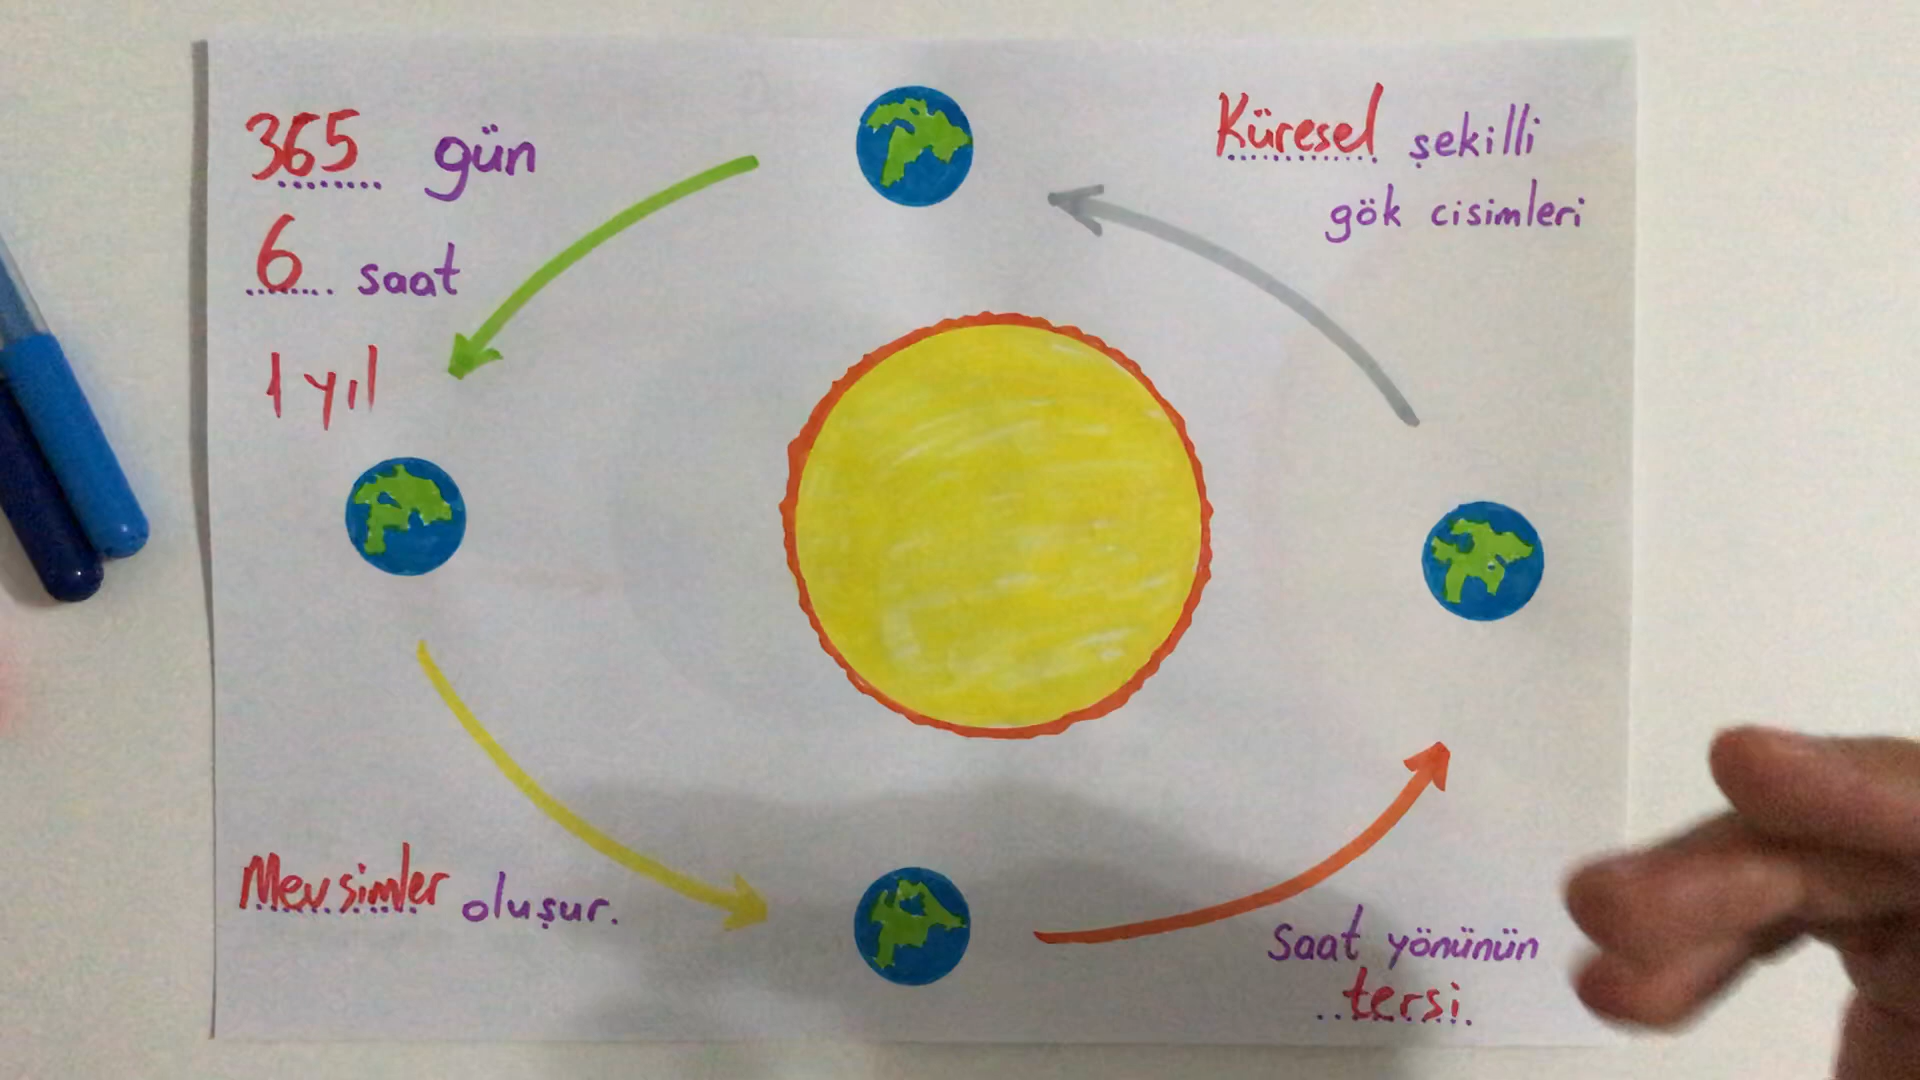 365 gün
6 saat
1 yıl
Küresel şekilli
gök cisimleri
Mevsimler oluşur.
Saat yönünün
tersi